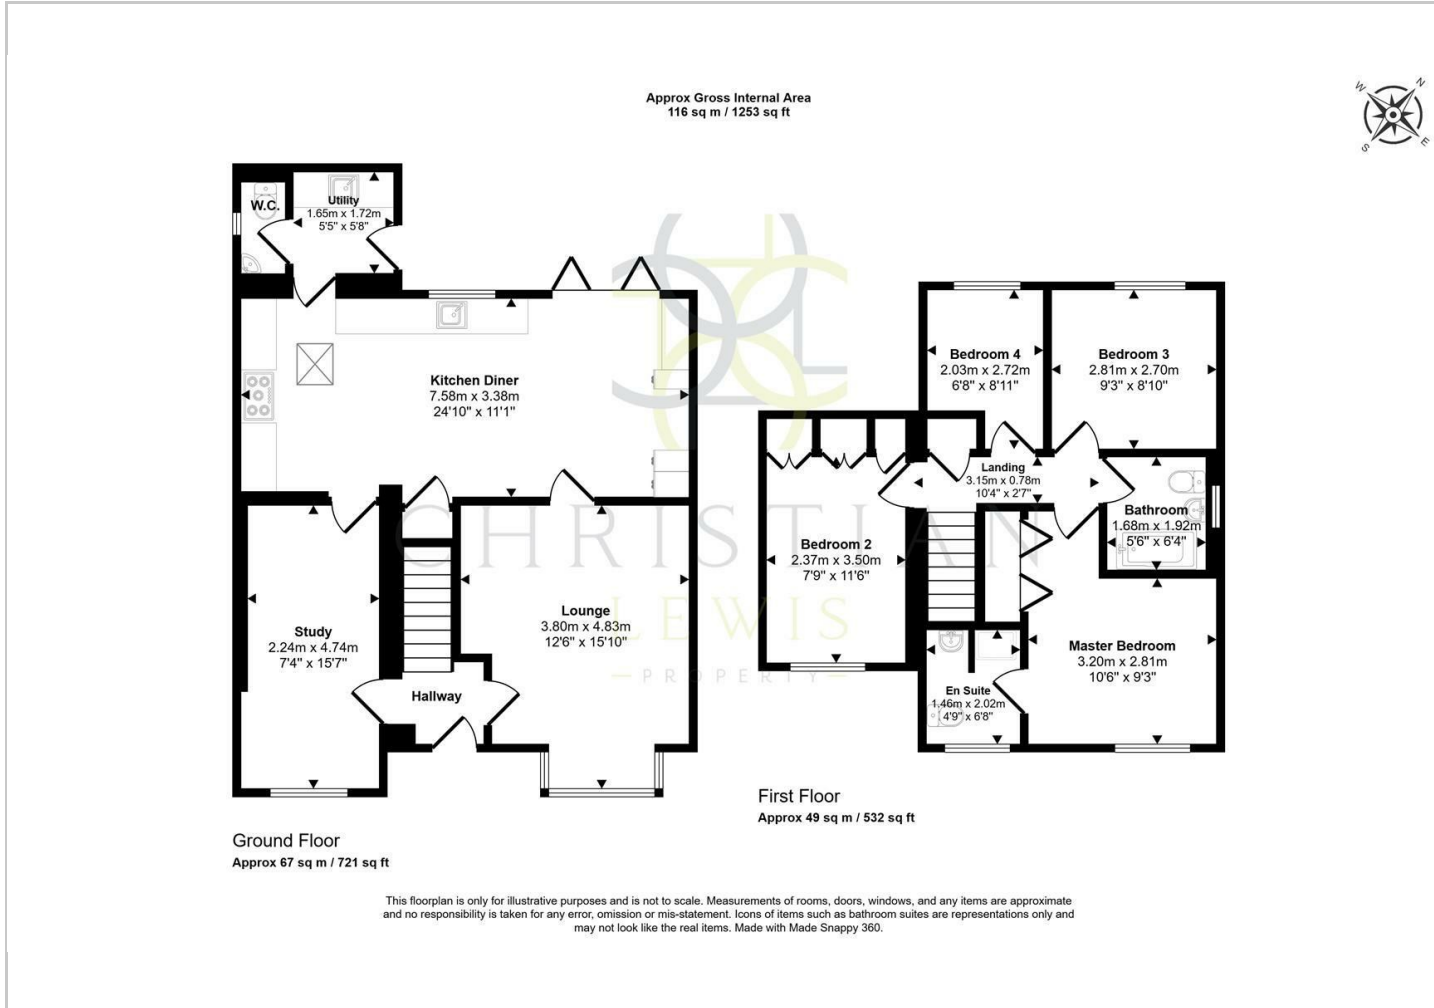 Approx Gross Internal Area
116 sq m / 1253 sq ft
W
N
S
E
W.C.
Utility
1.65m x 1.72m
5'5" x 5'8"
Kitchen Diner
7.58m x 3.38m
24'10" x 11'1"
Study
2.24m x 4.74m
7'4" x 15'7"
Hallway
Lounge
3.80m x 4.83m
12'6" x 15'10"
Ground Floor
Approx 67 sq m / 721 sq ft
Bedroom 4
2.03m x 2.72m
6'8" x 8'11"
Bedroom 3
2.81m x 2.70m
9'3" x 8'10"
Landing
3.15m x 0.78m
10'4" x 2'7"
Bathroom
1.68m x 1.92m
5'6" x 6'4"
Bedroom 2
2.37m x 3.50m
7'9" x 11'6"
Master Bedroom
3.20m x 2.81m
10'6" x 9'3"
En Suite
1.46m x 2.02m
4'9" x 6'8"
First Floor
Approx 49 sq m / 532 sq ft
CHRISTIAN
LEWIS
PROPERTY
This floorplan is only for illustrative purposes and is not to scale. Measurements of rooms, doors, windows, and any items are approximate
and no responsibility is taken for any error, omission or mis-statement. Icons of items such as bathroom suites are representations only and
may not look like the real items. Made with Made Snappy 360.